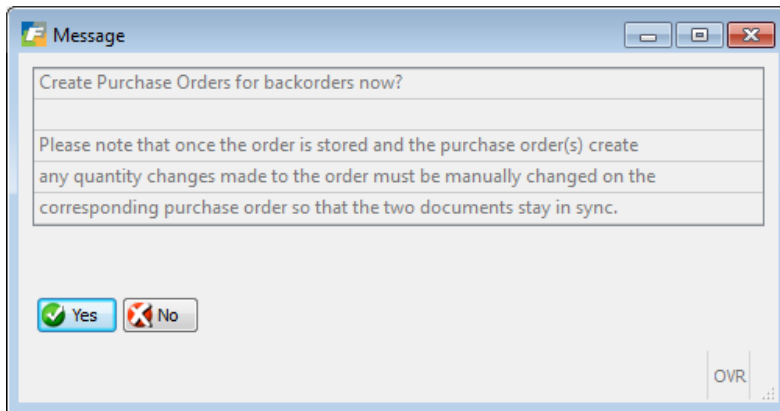 Message
Create Purchase Orders for backorders now?
Please note that once the order is stored and the purchase order(s) create
any quantity changes made to the order must be manually changed on the
corresponding purchase order so that the two documents stay in sync.
Yes No
OVR